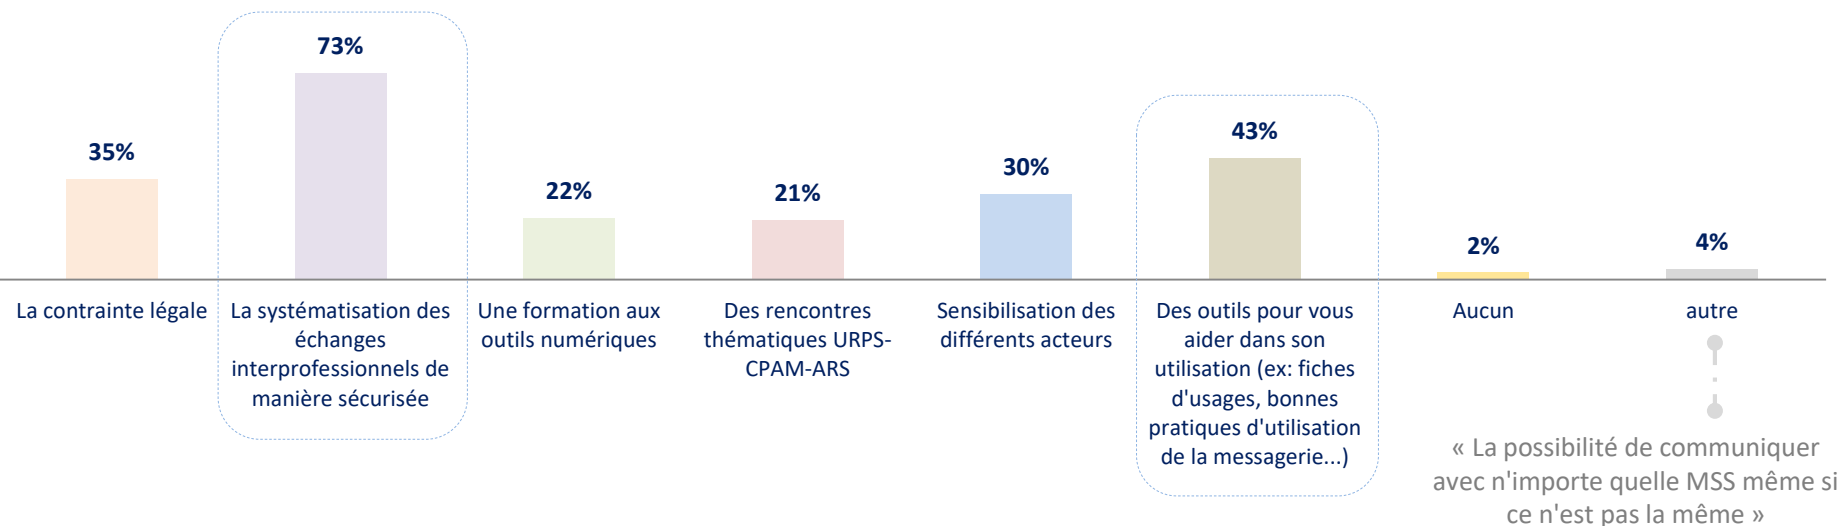 73%
43%
35%
30%
22%
21%
2%
4%
La contrainte légale
La systématisation des
échanges
interprofessionnels de
manière sécurisée
Une formation aux
outils numériques
Des rencontres
thématiques URPS-
CPAM-ARS
Sensibilisation des
différents acteurs
Des outils pour vous
aider dans son
utilisation (ex: fiches
d'usages, bonnes
pratiques d'utilisation
de la messagerie...)
Aucun
autre
« La possibilité de communiquer
avec n'importe quelle MSS même si
ce n'est pas la même »